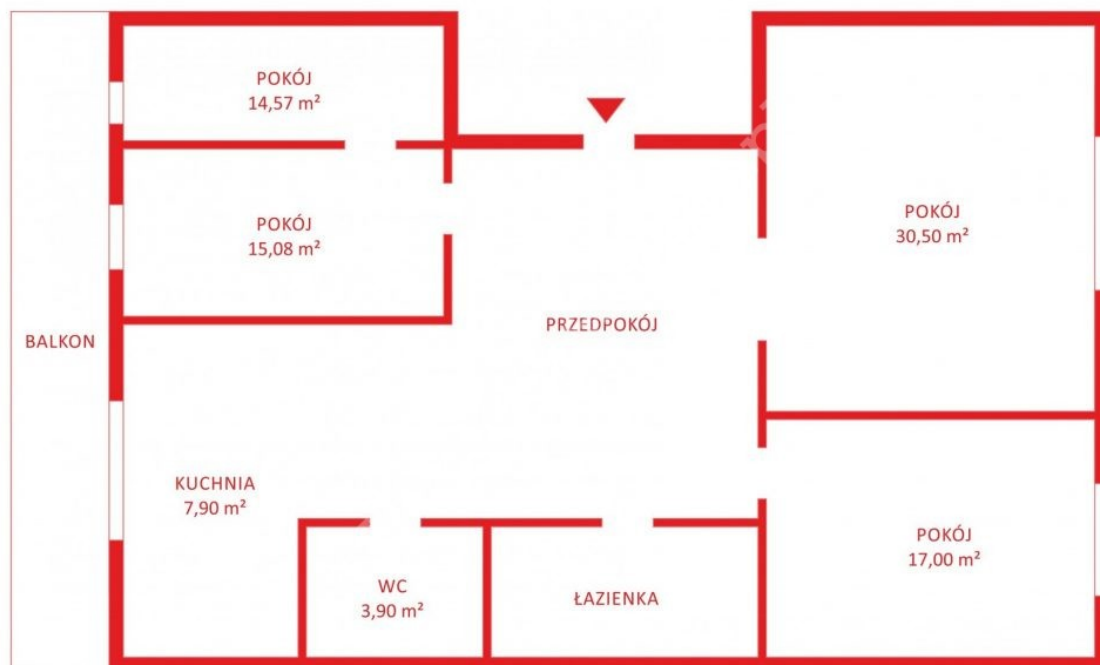 POKÓJ
14,57 m²
POKÓJ
15,08 m²
POKÓJ
30,50 m²
PRZEDPOKÓJ
BALKON
KUCHNIA
7,90 m²
POKÓJ
17,00 m²
WC
3,90 m²
ŁAZIENKA